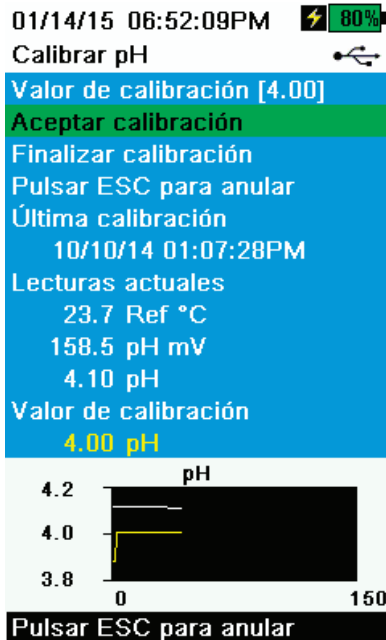 01/14/15 06:52:09PM 80%
Calibrar pH
Valor de calibración [4.00]
Aceptar calibración
Finalizar calibración
Pulsar ESC para anular
Última calibración
10/10/14 01:07:28PM
Lecturas actuales
23.7 Ref °C
158.5 pH mV
4.10 pH
Valor de calibración
4.00 pH
pH
4.2
4.0
3.8
0 150
Pulsar ESC para anular